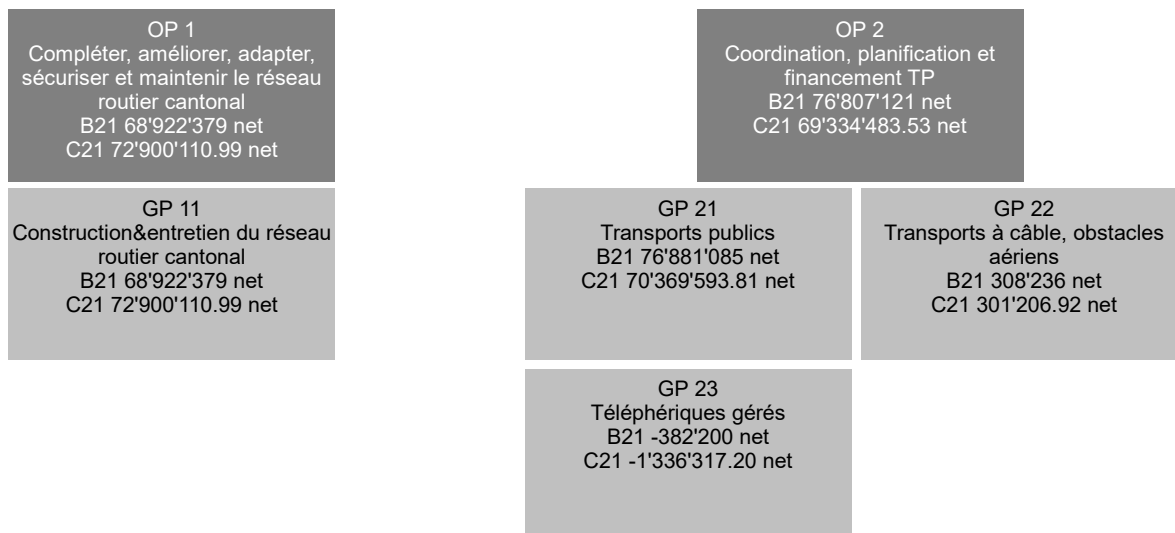 OP 1
Compléter, améliorer, adapter,
sécuriser et maintenir le réseau
routier cantonal
B21 68'922'379 net
C21 72'900'110.99 net
OP 2
Coordination, planification et
financement TP
B21 76'807'121 net
C21 69'334'483.53 net
GP 11
Construction&entretien du réseau
routier cantonal
B21 68'922'379 net
C21 72'900'110.99 net
GP 21
Transports publics
B21 76'881'085 net
C21 70'369'593.81 net
GP 22
Transports à câble, obstacles
aériens
B21 308'236 net
C21 301'206.92 net
GP 23
Téléphériques gérés
B21 -382'200 net
C21 -1'336'317.20 net